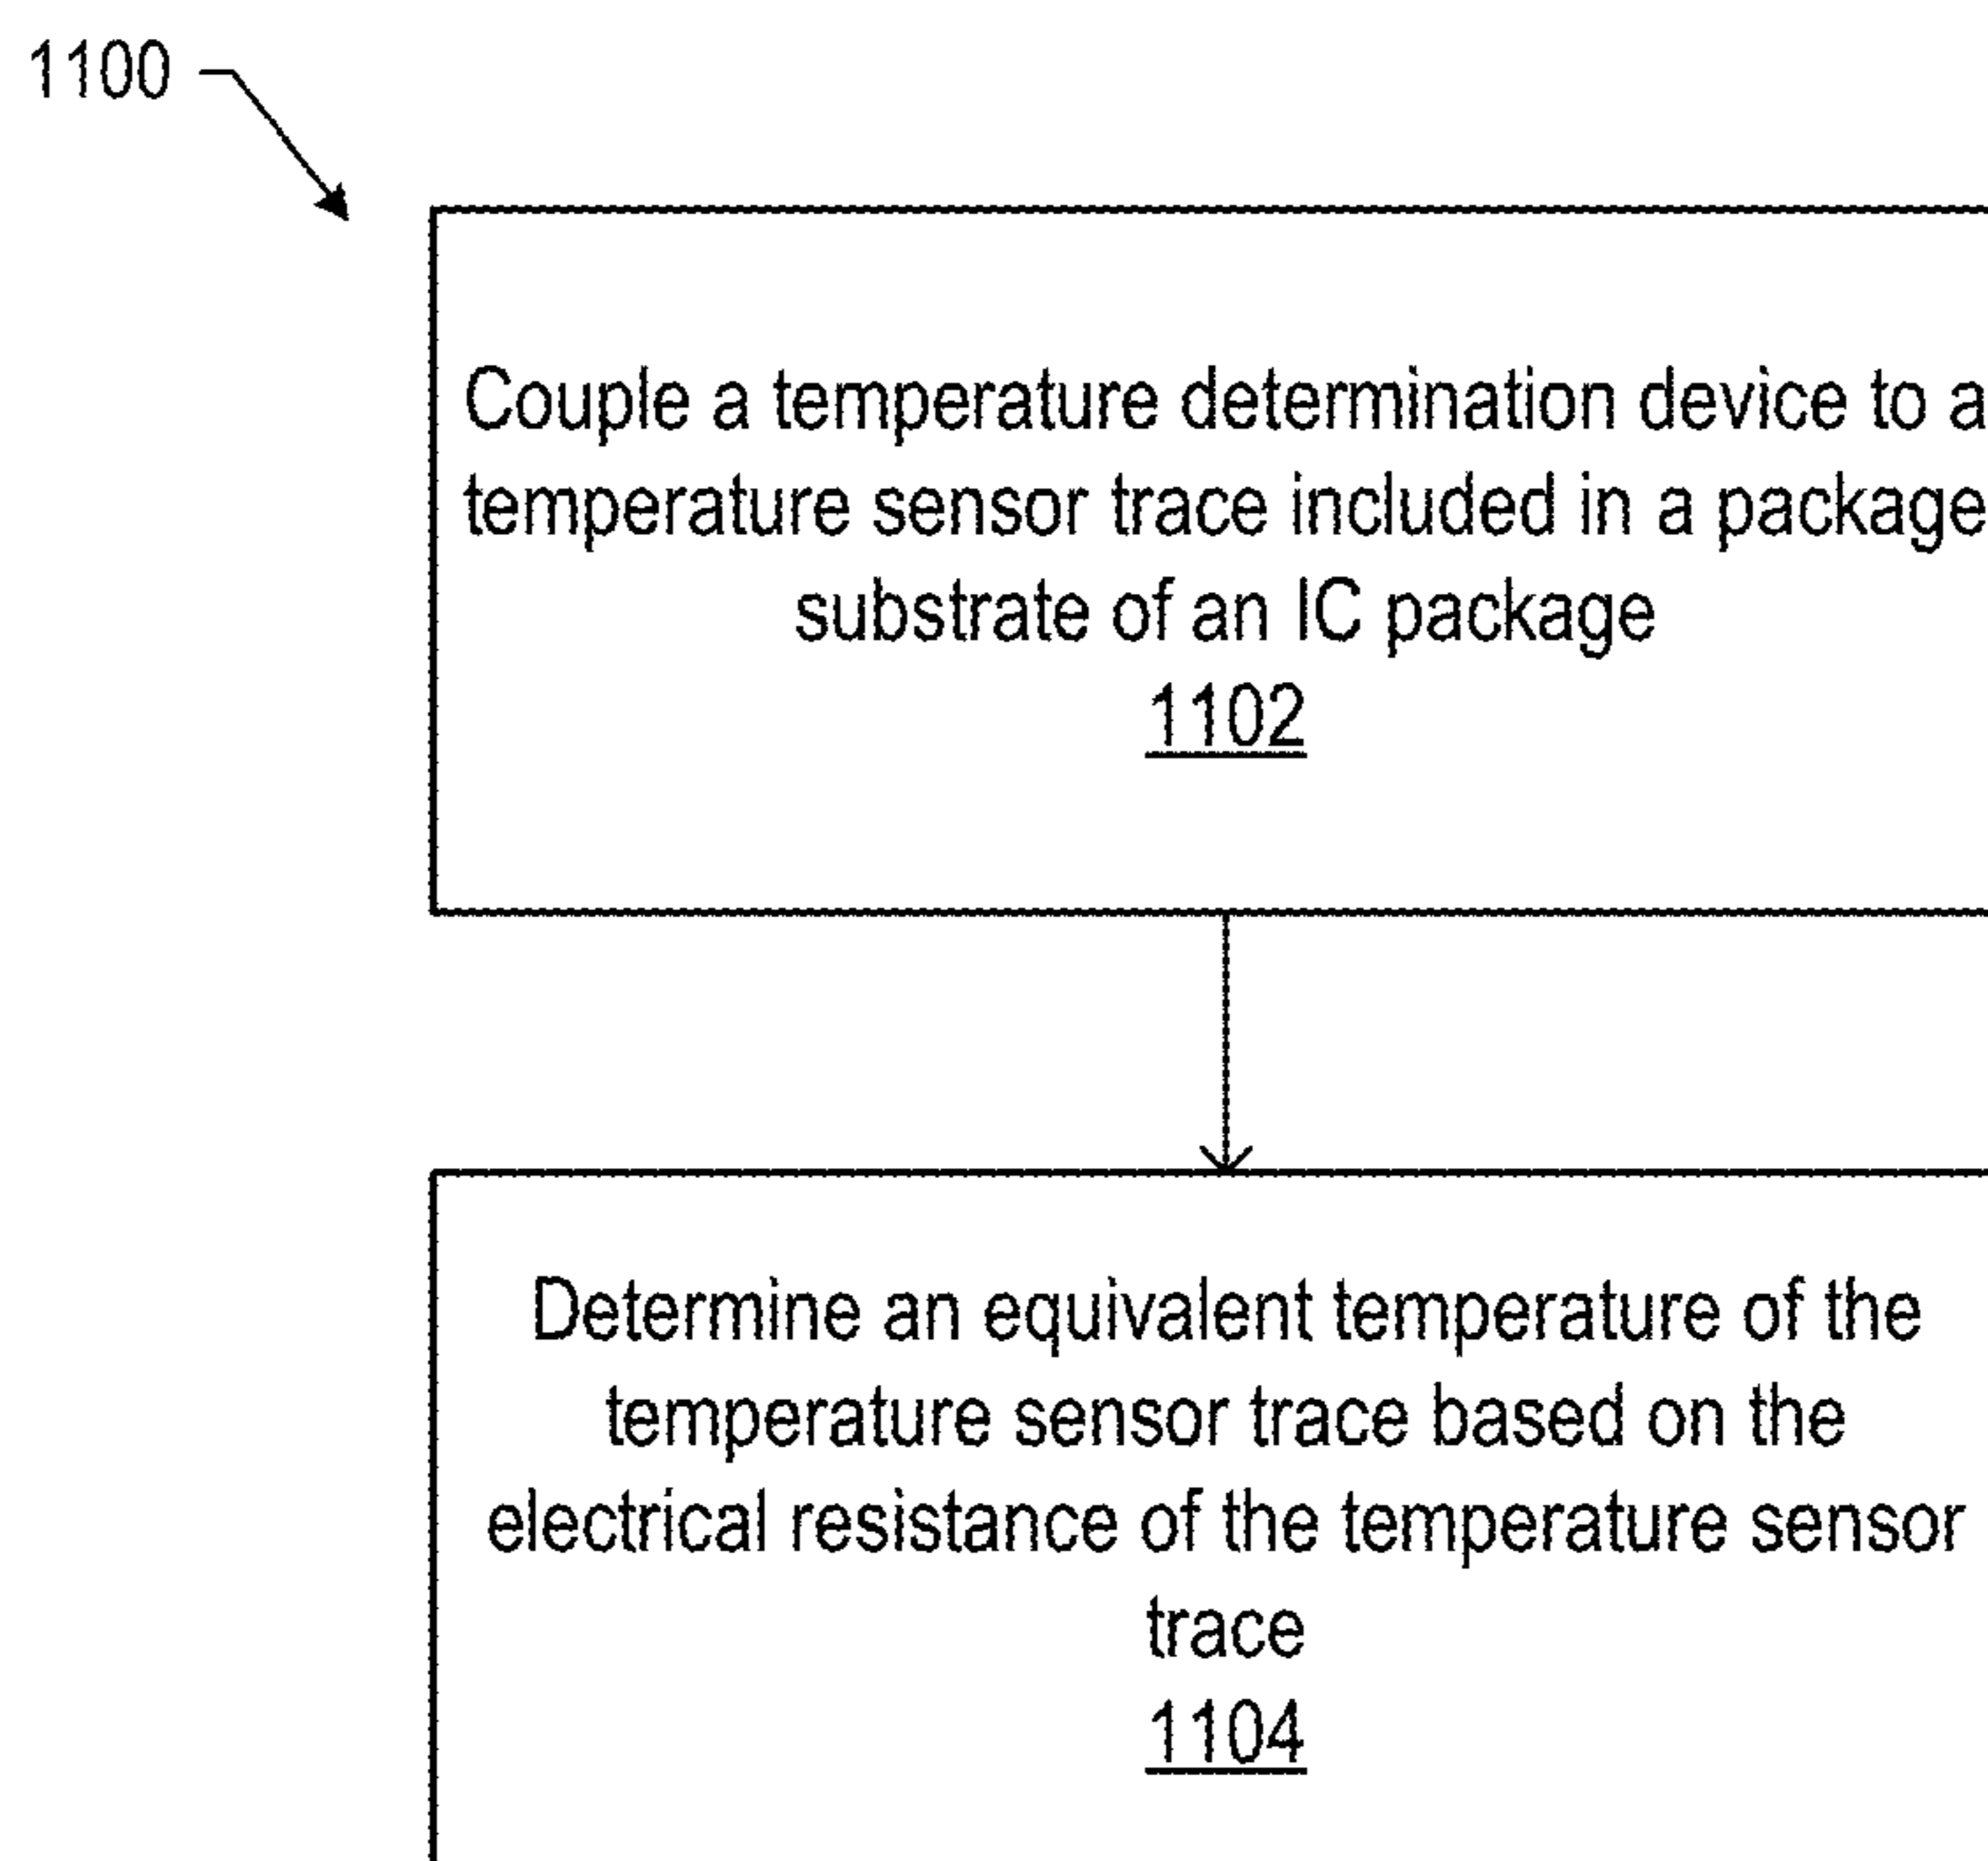 1100
Couple a temperature determination device to a
temperature sensor trace included in a package
substrate of an IC package
1102
Determine an equivalent temperature of the
temperature sensor trace based on the
electrical resistance of the temperature sensor
trace
1104